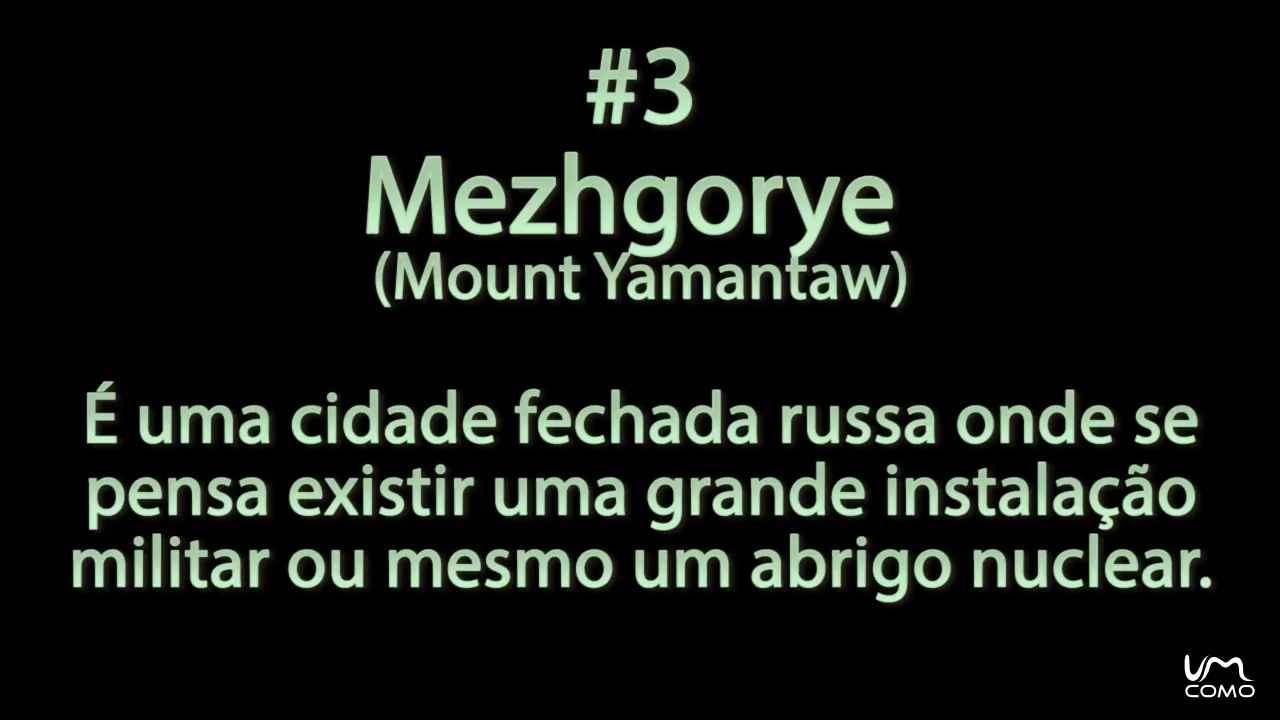 #3
Mezhgorye
(Mount Yamantaw)
É uma cidade fechada russa onde se
pensa existir uma grande instalação
militar ou mesmo um abrigo nuclear.
UM
COMO